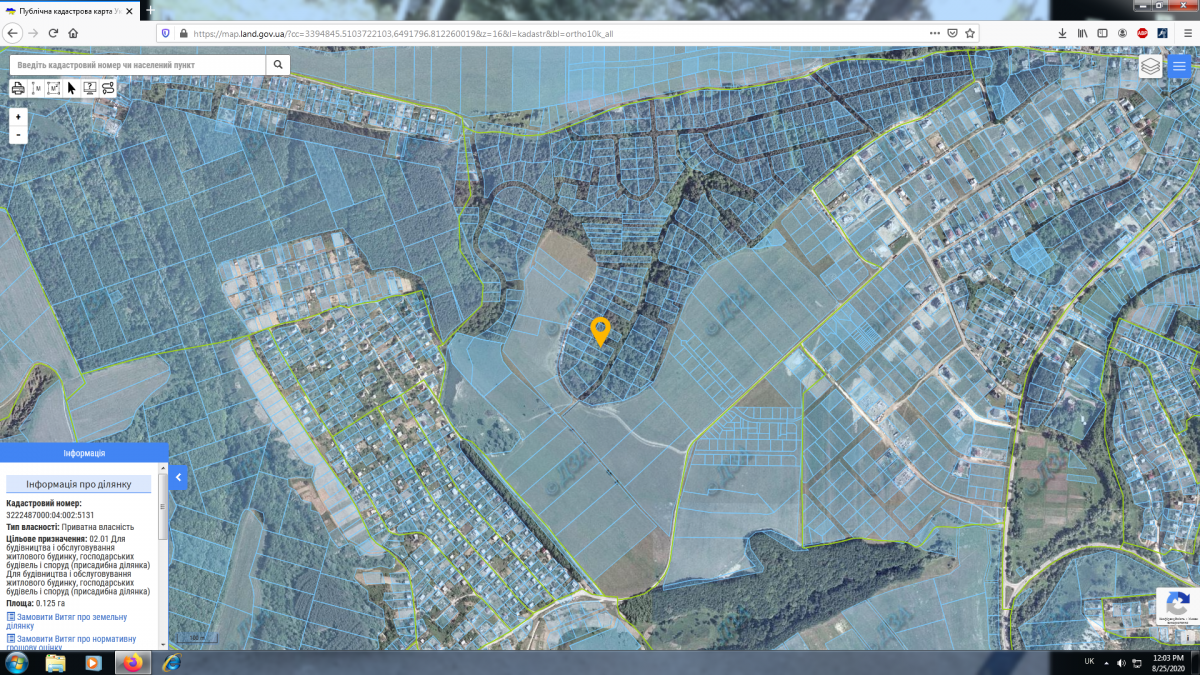 Публічна кадастрова карта Ук
https://map.land.gov.ua/?cc=3394845.5103722103,6491796.812260019&z=16&l=kadastr&bl=ortho10k_all
ABP
Введіть кадастровий номер чи населений пункт
+
-
Інформація
Інформація про ділянку
Кадастровий номер:
3222487000:04:002:5131
Тип власності: Приватна власність
Цільове призначення: 02.01 Для
будівництва і обслуговування
житлового будинку, господарських
будівель і споруд (присадибна ділянка)
Для будівництва і обслуговування
житлового будинку, господарських
будівель і споруд (присадибна ділянка)
Площа: 0.125 га
Замовити Витяг про земельну
ділянку
Замовити Витяг про нормативну
грошову оцінку
100 m
UK
12:03 PM
8/25/2020